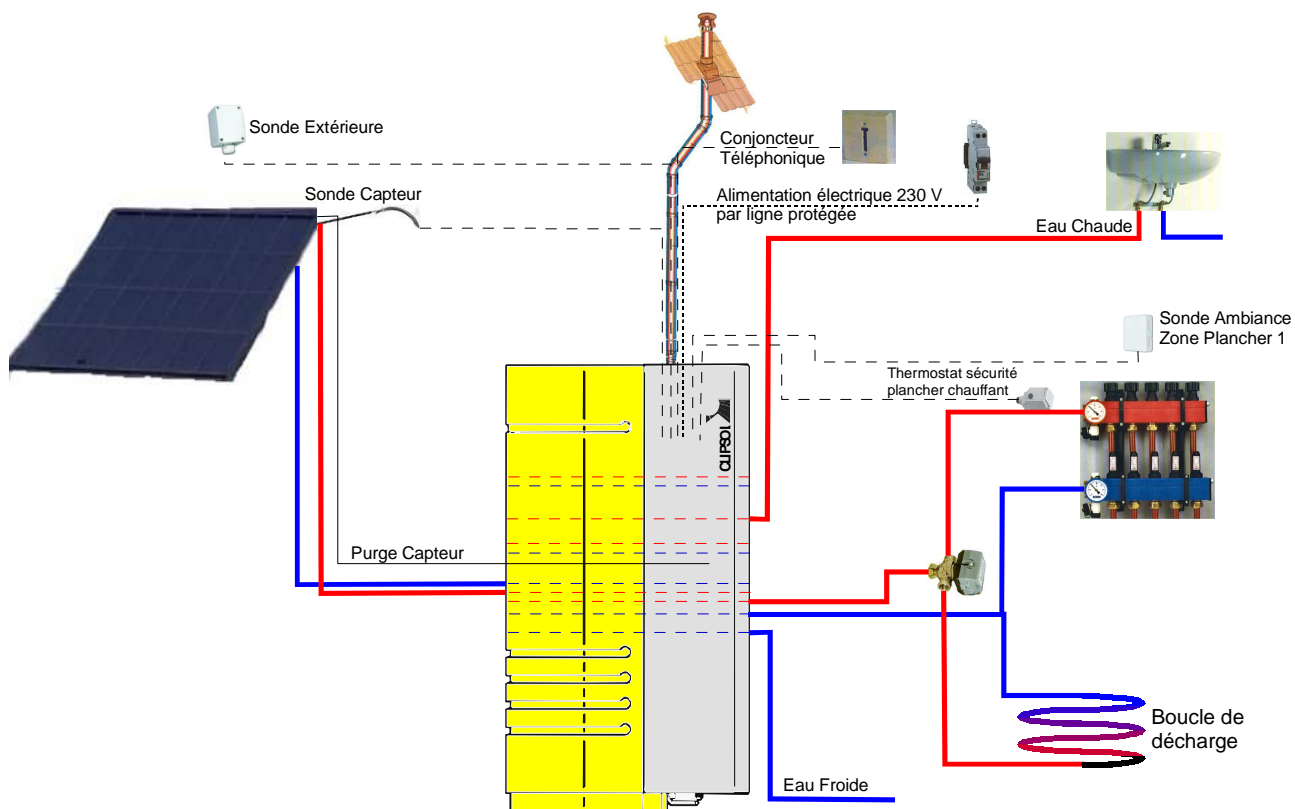 Sonde Extérieure
Conjoncteur
Téléphonique
Sonde Capteur
Alimentation électrique 230 V
par ligne protégée
Eau Chaude
Sonde Ambiance
Zone Plancher 1
Thermostat sécurité
plancher chauffant
CLIPSOL
Purge Capteur
Boucle de
décharge
Eau Froide